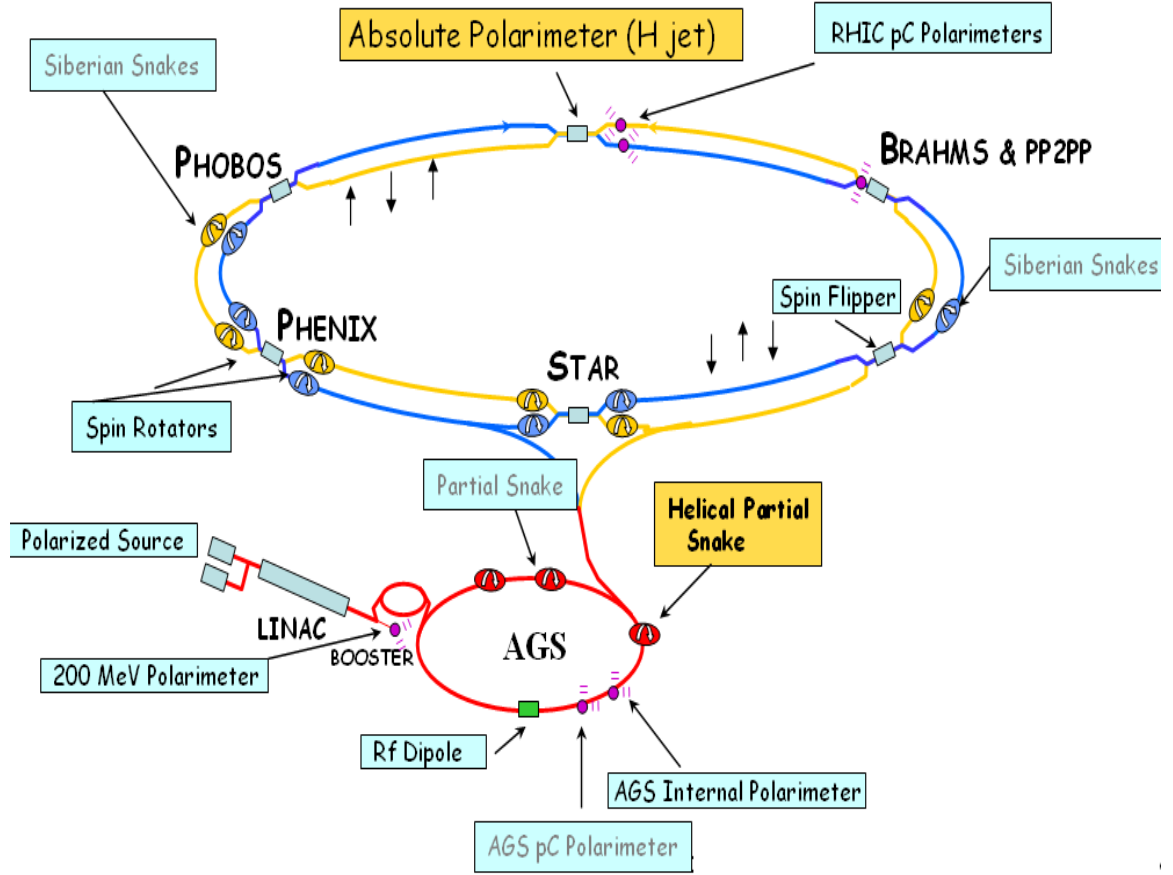 Absolute Polarimeter (H jet)
RHIC pC Polarimeters
Siberian Snakes
PHOBOS
BRAHMS & PP2PP
Siberian Snakes
Spin Flipper
PHENIX
STAR
Spin Rotators
Partial Snake
Helical Partial
Snake
Polarized Source
LINAC
BOOSTER
AGS
200 MeV Polarimeter
Rf Dipole
AGS Internal Polarimeter
AGS pC Polarimeter